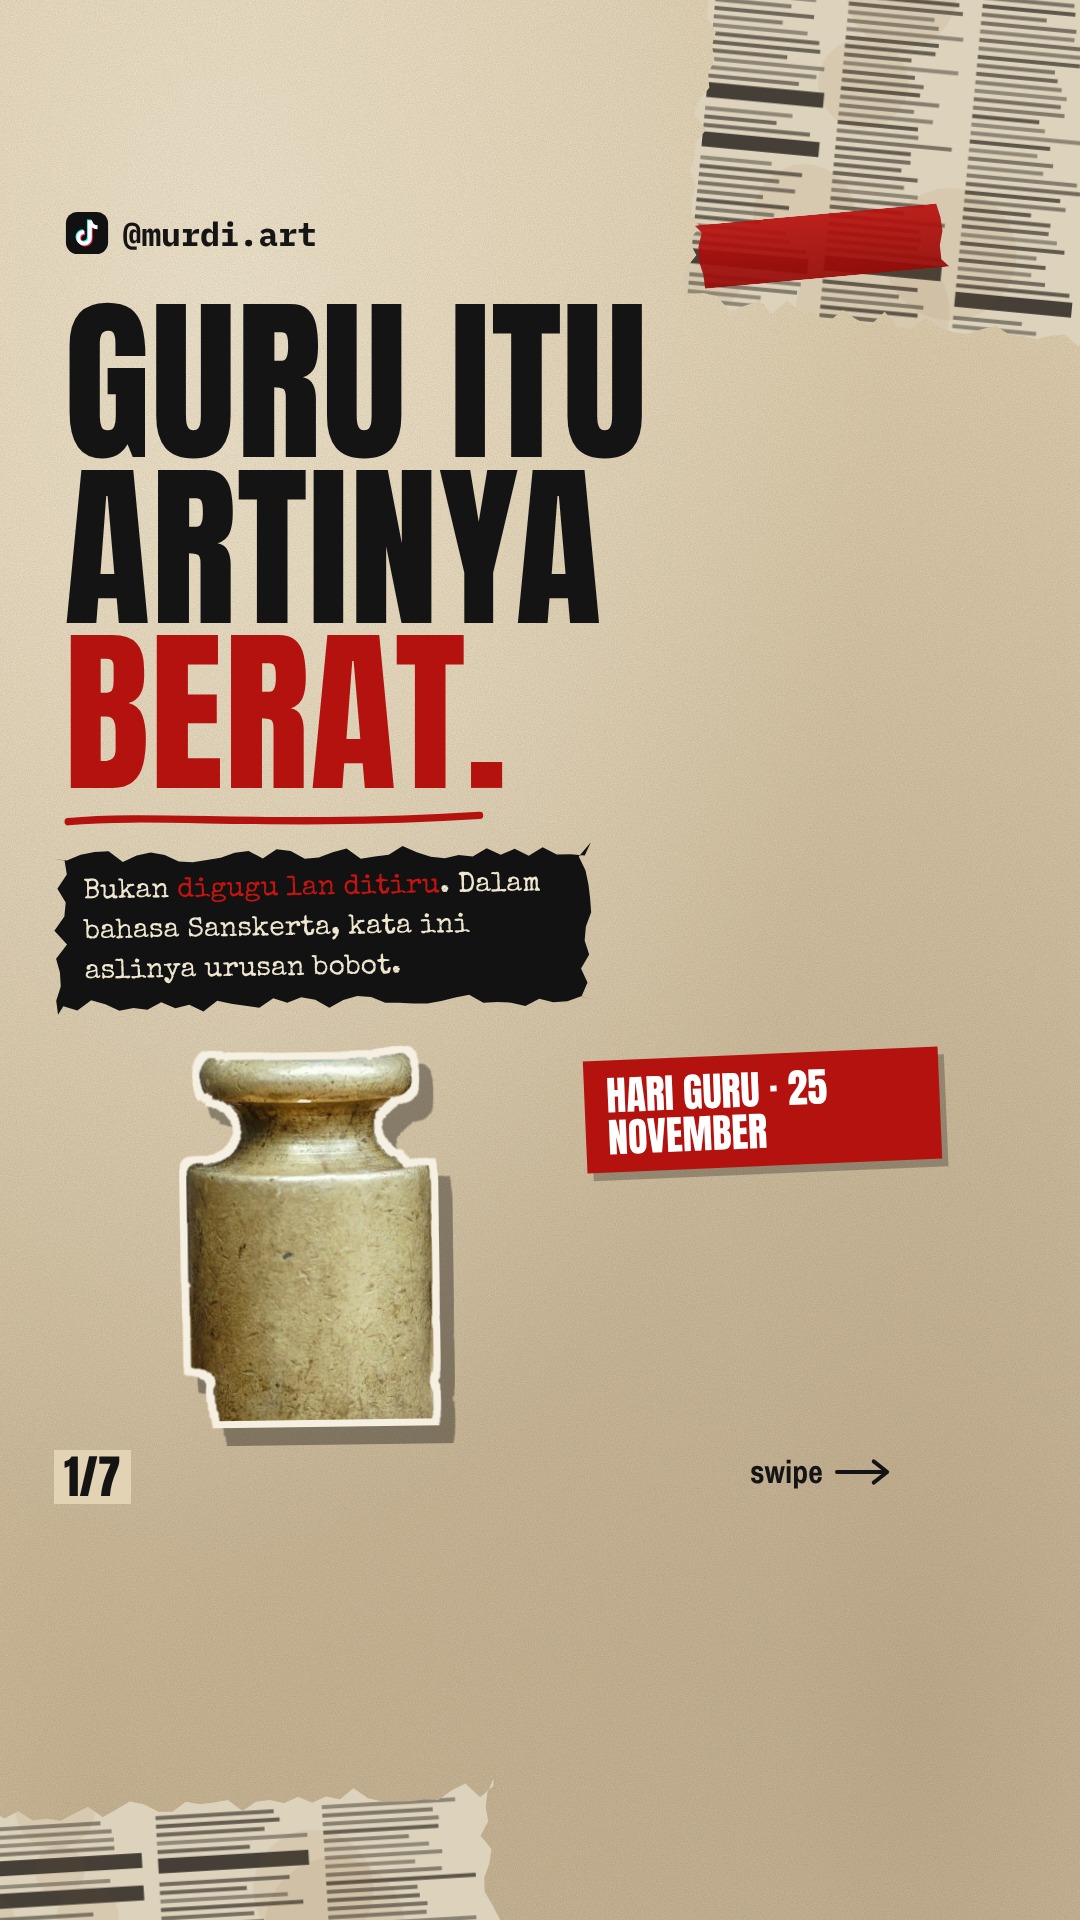 @murdi.art
GURU ITU
ARTINYA
BERAT.
Bukan digugu lan ditiru. Dalam
bahasa Sanskerta, kata ini
aslinya urusan bobot.
HARI GURU · 25
NOVEMBER
1/7
swipe →